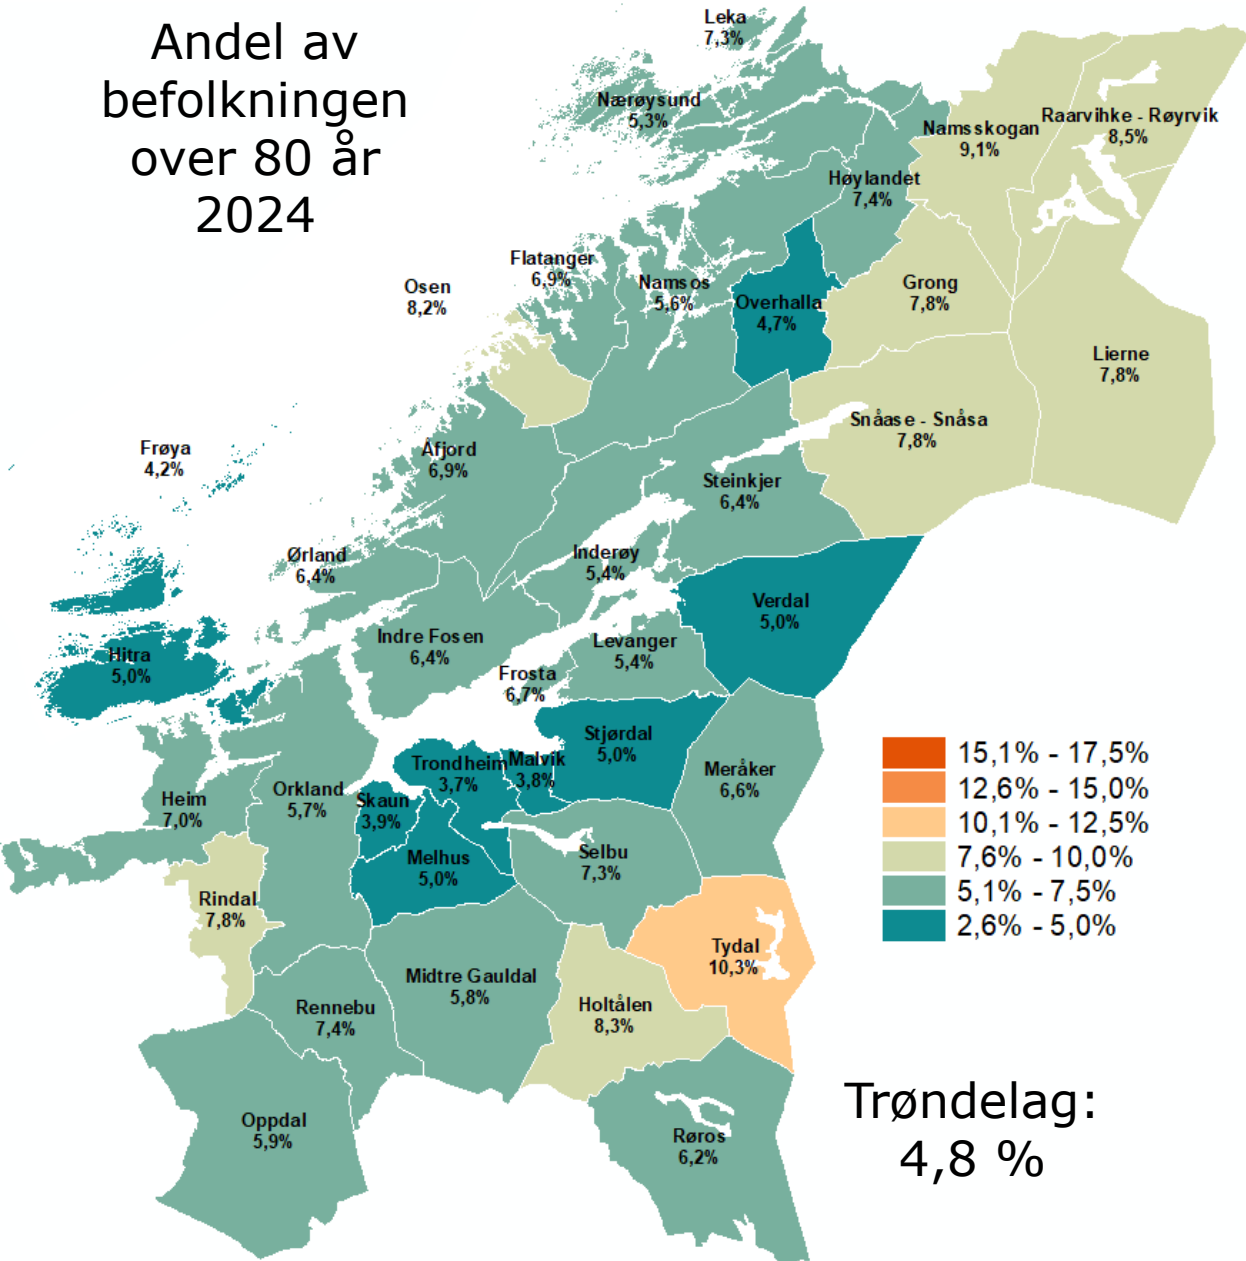 Andel av
befolkningen
over 80 år
2024
Leka
7,3%
Nærøysund
5,3%
Namsskogan
9,1%
Raarvihke - Røyrvik
8,5%
Høylandet
7,4%
Flatanger
6,9%
Osen
8,2%
Namsos
5,6%
Overhalla
4,7%
Grong
7,8%
Lierne
7,8%
Snåase - Snåsa
7,8%
Frøya
4,2%
Åfjord
6,9%
Steinkjer
6,4%
Ørland
6,4%
Inderøy
5,4%
Verdal
5,0%
Hitra
5,0%
Indre Fosen
6,4%
Levanger
5,4%
Frosta
6,7%
Stjørdal
5,0%
Trondheim
3,7%
Malvik
3,8%
Meråker
6,6%
Heim
7,0%
Orkland
5,7%
Skaun
3,9%
Melhus
5,0%
Selbu
7,3%
Rindal
7,8%
Tydal
10,3%
Midtre Gauldal
5,8%
Holtålen
8,3%
Rennebu
7,4%
Oppdal
5,9%
Røros
6,2%
15,1% - 17,5%
12,6% - 15,0%
10,1% - 12,5%
7,6% - 10,0%
5,1% - 7,5%
2,6% - 5,0%
Trøndelag:
4,8 %